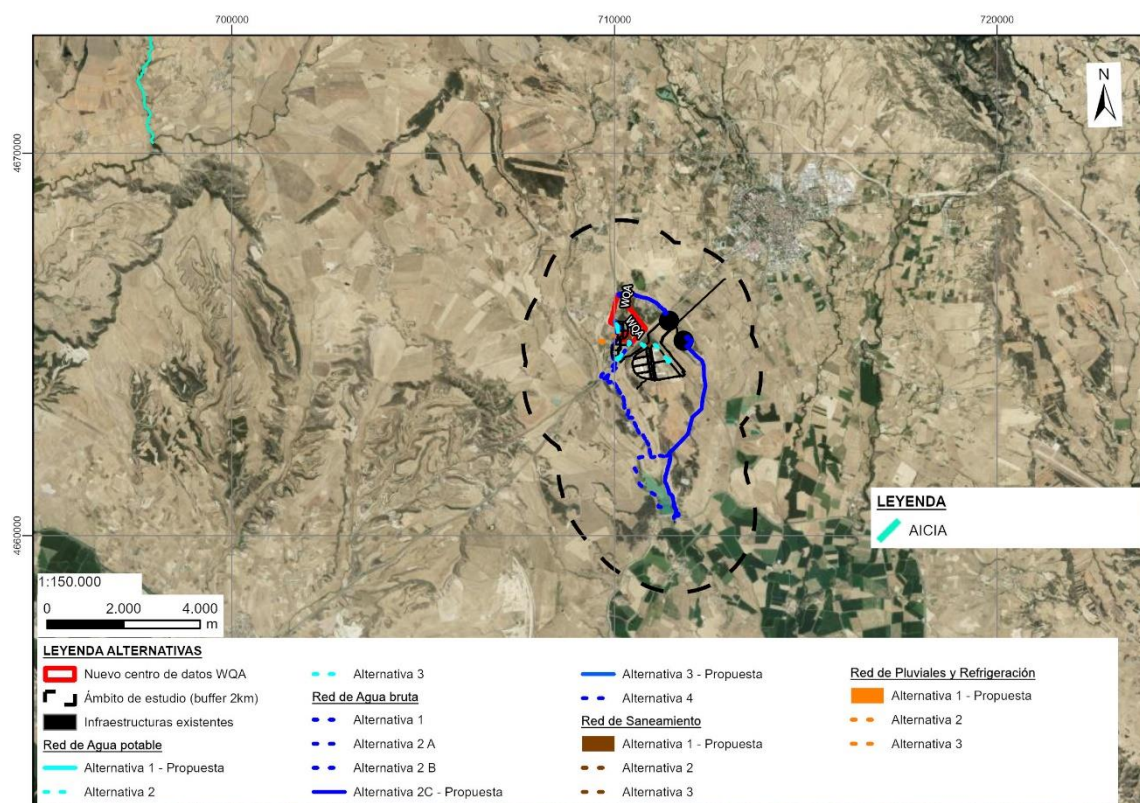 700000
710000
720000
N
4670000
WQA
WQA
LEYENDA
AICIA
4660000
1:150.000
0 2.000 4.000
m
LEYENDA ALTERNATIVAS
Nuevo centro de datos WQA
Ámbito de estudio (buffer 2km)
Infraestructuras existentes
Red de Agua potable
Alternativa 1 - Propuesta
Alternativa 2
Alternativa 3
Red de Agua bruta
Alternativa 1
Alternativa 2 A
Alternativa 2 B
Alternativa 2C - Propuesta
Alternativa 3 - Propuesta
Alternativa 4
Red de Saneamiento
Alternativa 1 - Propuesta
Alternativa 2
Alternativa 3
Red de Pluviales y Refrigeración
Alternativa 1 - Propuesta
Alternativa 2
Alternativa 3